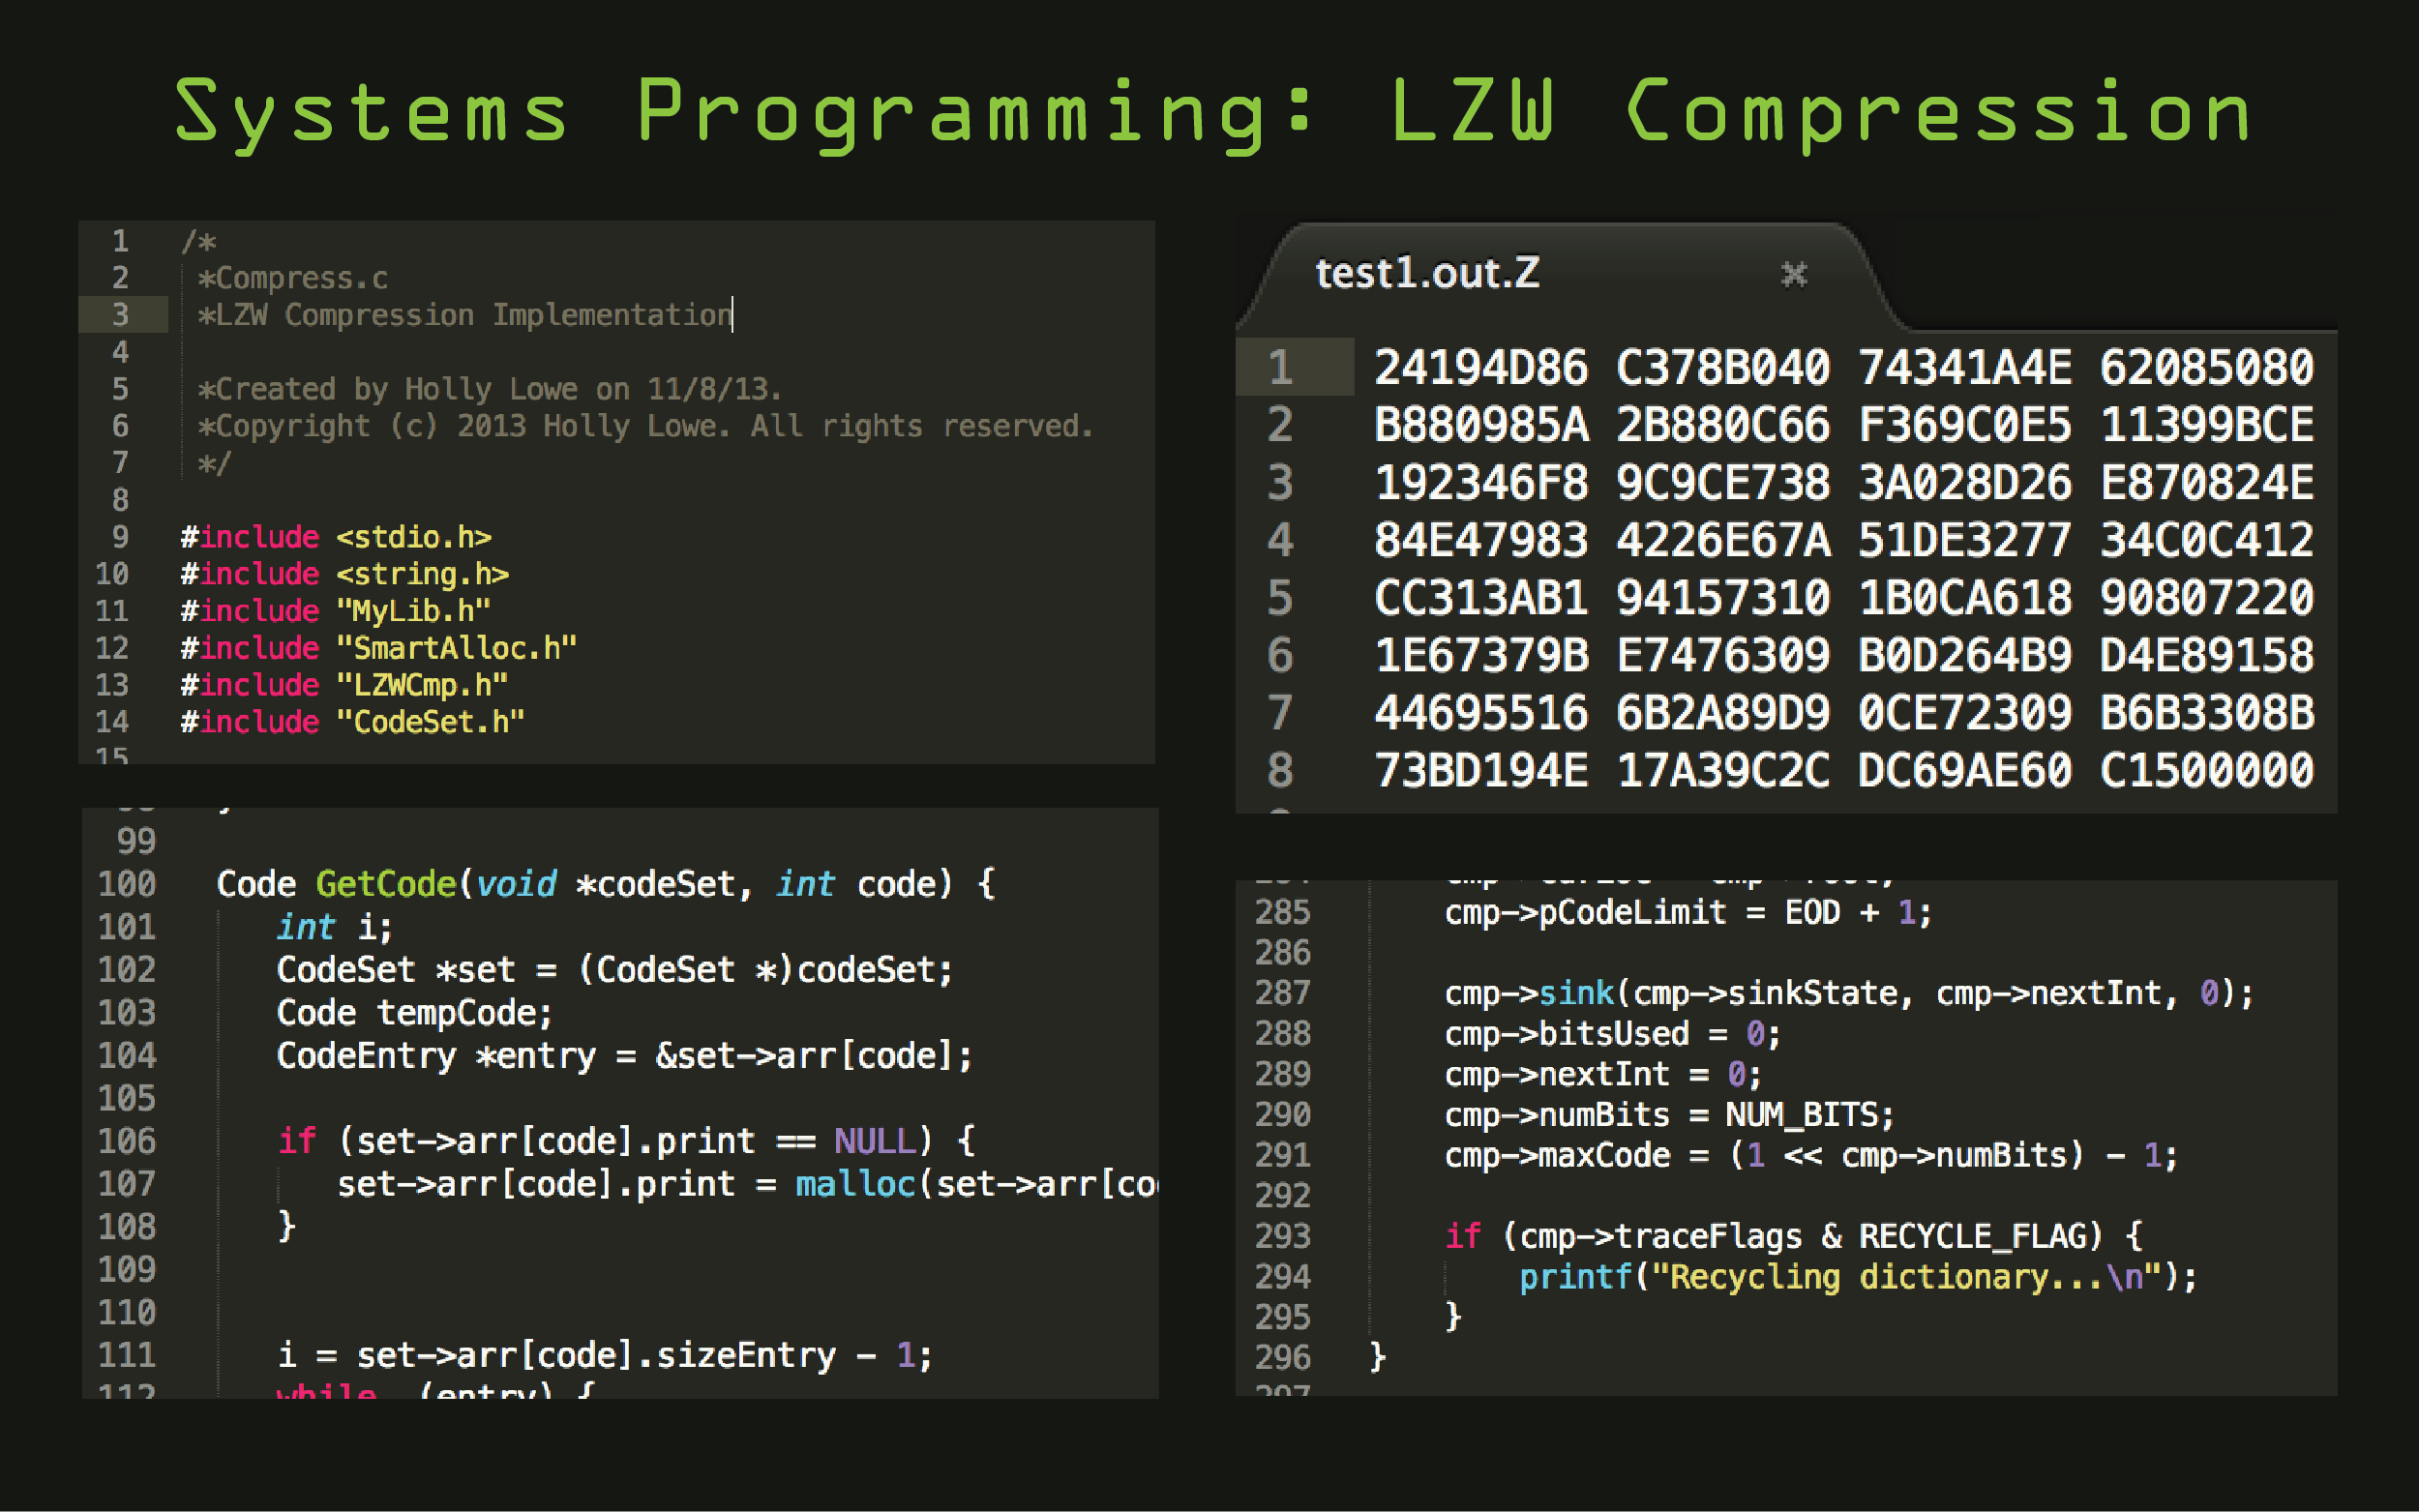 Systems Programming: LZW Compression
1 /*
2 *Compress.c
3 *LZW Compression Implementation
4
5 *Created by Holly Lowe on 11/8/13.
6 *Copyright (c) 2013 Holly Lowe. All rights reserved.
7 */
8
9 #include <stdio.h>
10 #include <string.h>
11 #include "MyLib.h"
12 #include "SmartAlloc.h"
13 #include "LZWCmp.h"
14 #include "CodeSet.h"
15
test1.out.Z ×
1 24194D86 C378B040 74341A4E 62085080
2 B880985A 2B880C66 F369C0E5 11399BCE
3 192346F8 9C9CE738 3A028D26 E870824E
4 84E47983 4226E67A 51DE3277 34C0C412
5 CC313AB1 94157310 1B0CA618 90807220
6 1E67379B E7476309 B0D264B9 D4E89158
7 44695516 6B2A89D9 0CE72309 B6B3308B
8 73BD194E 17A39C2C DC69AE60 C1500000
99
100 Code GetCode(void *codeSet, int code) {
101 int i;
102 CodeSet *set = (CodeSet *)codeSet;
103 Code tempCode;
104 CodeEntry *entry = &set->arr[code];
105
106 if (set->arr[code].print == NULL) {
107 set->arr[code].print = malloc(set->arr[co
108 }
109
110
111 i = set->arr[code].sizeEntry - 1;
112 while (entry) {
285 cmp->pCodeLimit = EOD + 1;
286
287 cmp->sink(cmp->sinkState, cmp->nextInt, 0);
288 cmp->bitsUsed = 0;
289 cmp->nextInt = 0;
290 cmp->numBits = NUM_BITS;
291 cmp->maxCode = (1 << cmp->numBits) - 1;
292
293 if (cmp->traceFlags & RECYCLE_FLAG) {
294 printf("Recycling dictionary...\n");
295 }
296 }
297